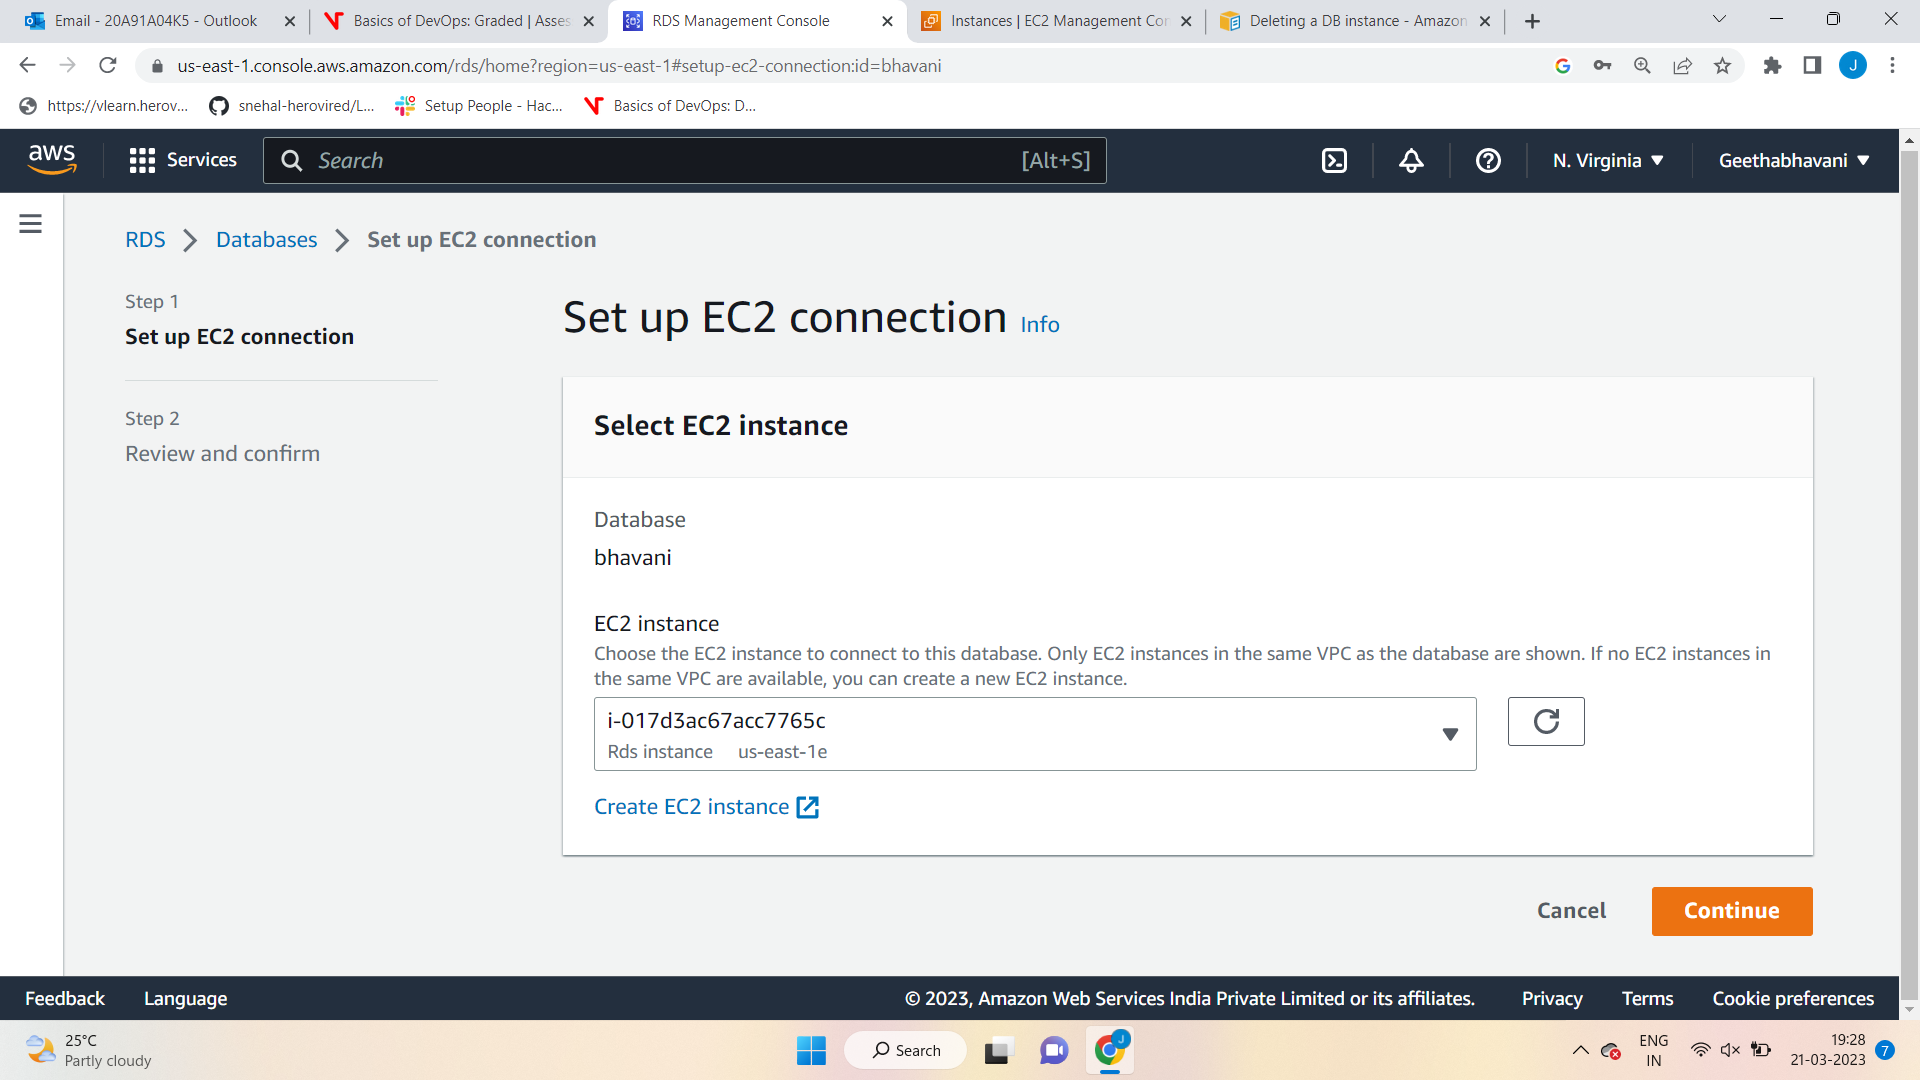 Email - 20A91A04K5 - Outlook
Basics of DevOps: Graded | Asses
RDS Management Console
Instances | EC2 Management Con
Deleting a DB instance - Amazon
us-east-1.console.aws.amazon.com/rds/home?region=us-east-1#setup-ec2-connection:id=bhavani
J
https://vlearn.herov...
snehal-herovired/L...
Setup People - Hac...
Basics of DevOps: D...
aws
Services
Search
[Alt+S]
N. Virginia
Geethabhavani
RDS
Databases
Set up EC2 connection
Step 1
Set up EC2 connection
Step 2
Review and confirm
Set up EC2 connection Info
Select EC2 instance
Database
bhavani
EC2 instance
Choose the EC2 instance to connect to this database. Only EC2 instances in the same VPC as the database are shown. If no EC2 instances in
the same VPC are available, you can create a new EC2 instance.
i-017d3ac67acc7765c
Rds instance us-east-1e
Create EC2 instance
Cancel
Continue
Feedback
Language
© 2023, Amazon Web Services India Private Limited or its affiliates.
Privacy
Terms
Cookie preferences
25°C
Partly cloudy
Search
J
ENG
IN
19:28
21-03-2023
7